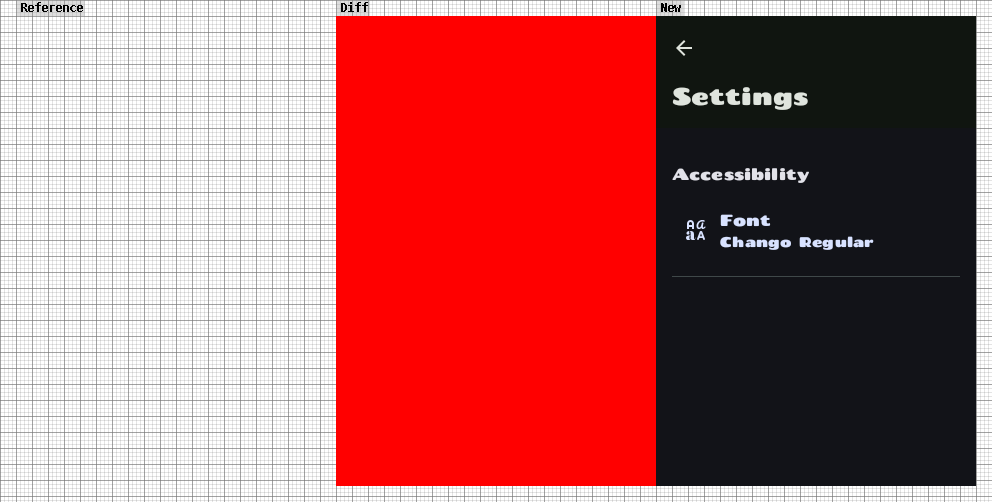 Reference
Diff
New
Settings
Accessibility
Font
Chango Regular